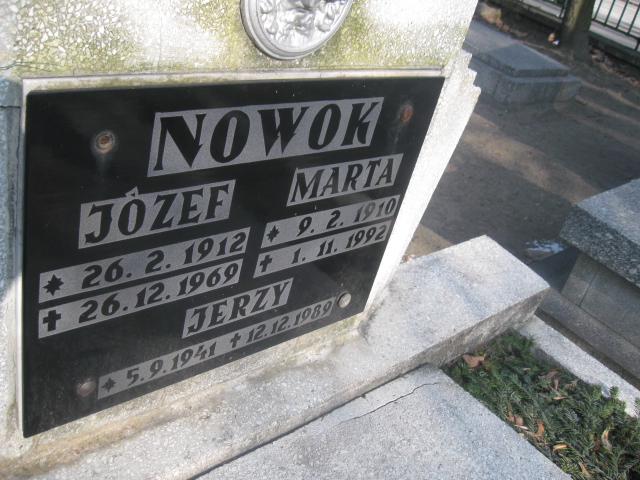 NOWOK
JÓZEF
* 26. 2. 1912
† 26. 12. 1969
MARTA
* 9. 2. 1910
† 1. 11. 1992
JERZY
* 5. 9. 1941 † 12. 12. 1989